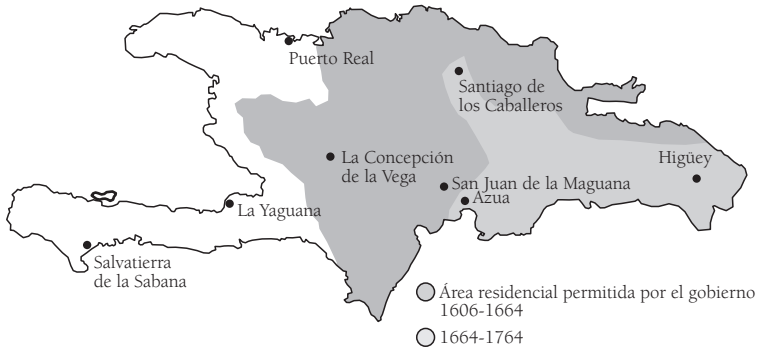 Puerto Real
Santiago de
los Caballeros
La Concepción
de la Vega
Higüey
San Juan de la Maguana
Azua
La Yaguana
Salvatierra
de la Sabana
Área residencial permitida por el gobierno
1606-1664
1664-1764